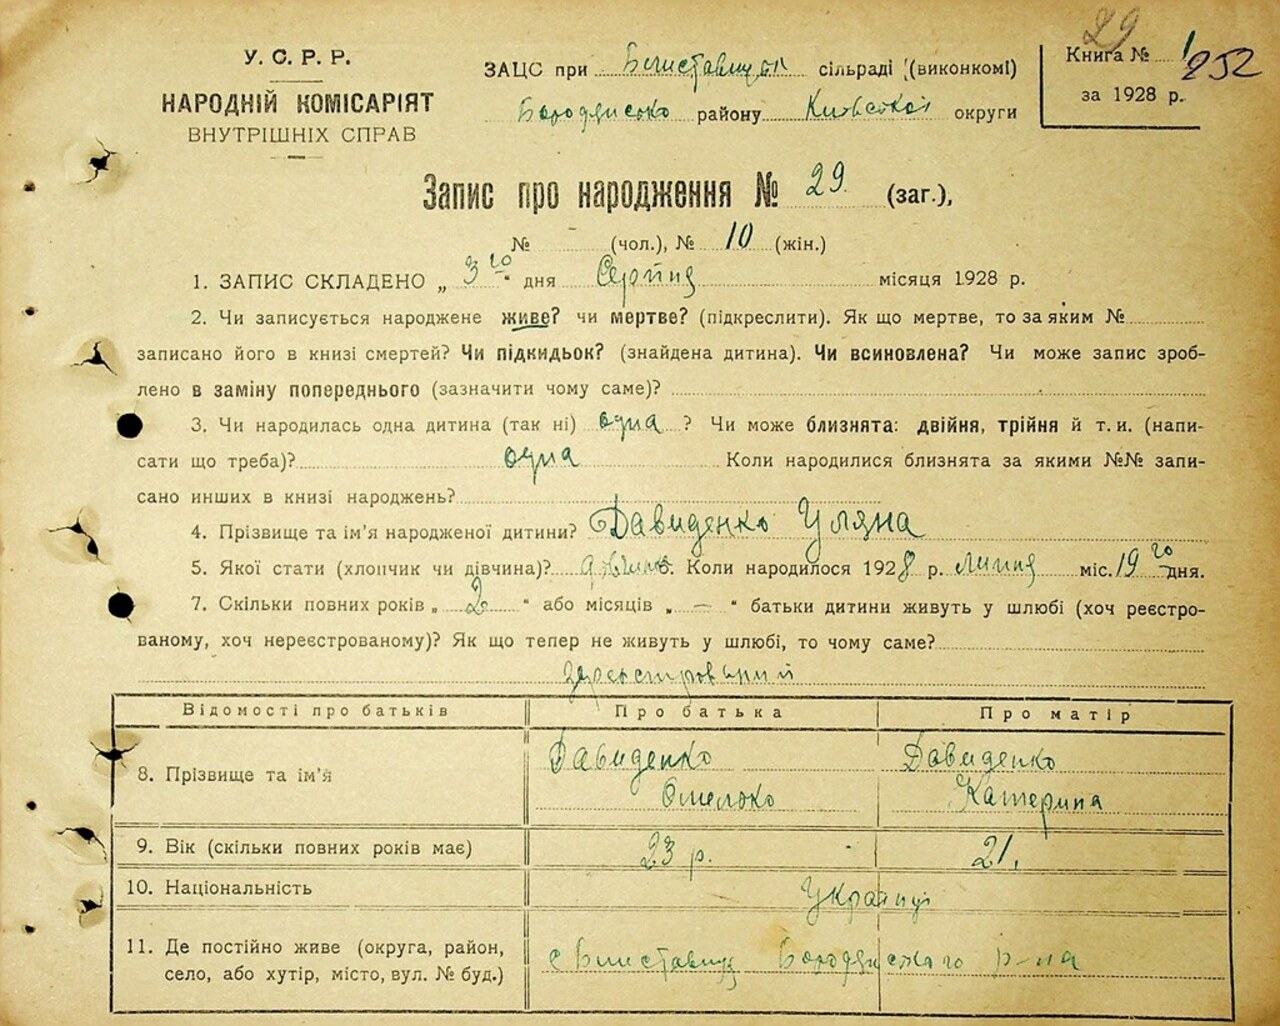 29
У. С. Р. Р.
НАРОДНІЙ КОМІСАРІЯТ
ВНУТРІШНІХ СПРАВ
ЗАЦС при сільраді (виконкомі)
району Київської округи
Книга № 1 252
за 1928 р.
Запис про народження № 29 (заг.),
№ — (чол.), № 10 (жін.)
1. ЗАПИС СКЛАДЕНО „ 3го " дня Серпня місяця 1928 р.
2. Чи записується народжене живе? чи мертве? (підкреслити). Як що мертве, то за яким №
записано його в книзі смертей? Чи підкидьок? (знайдена дитина). Чи всиновлена? Чи може запис зроб-
лено в заміну попереднього (зазначити чому саме)?
3. Чи народилась одна дитина (так ні) одна ? Чи може близнята: двійня, трійня й т. и. (напи-
сати що треба)? одна Коли народилися близнята за якими №№ запи-
сано инших в книзі народжень?
4. Прізвище та ім'я народженої дитини? Давиденко Уляна
5. Якої стати (хлопчик чи дівчина)? Коли народилося 1928 р. липня міс. 19го дня.
7. Скільки повних років „ 2 " або місяців „ — " батьки дитини живуть у шлюбі (хоч реєстро-
ваному, хоч нереєстрованому)? Як що тепер не живуть у шлюбі, то чому саме?
Відомості про батьків Про батька Про матір
8. Прізвище та ім'я Давиденко Давиденко
Омелько Катерина
9. Вік (скільки повних років має) 23 р. 21.
10. Національність Українці
11. Де постійно живе (округа, район,
село, або хутір, місто, вул. № буд.) с р-на